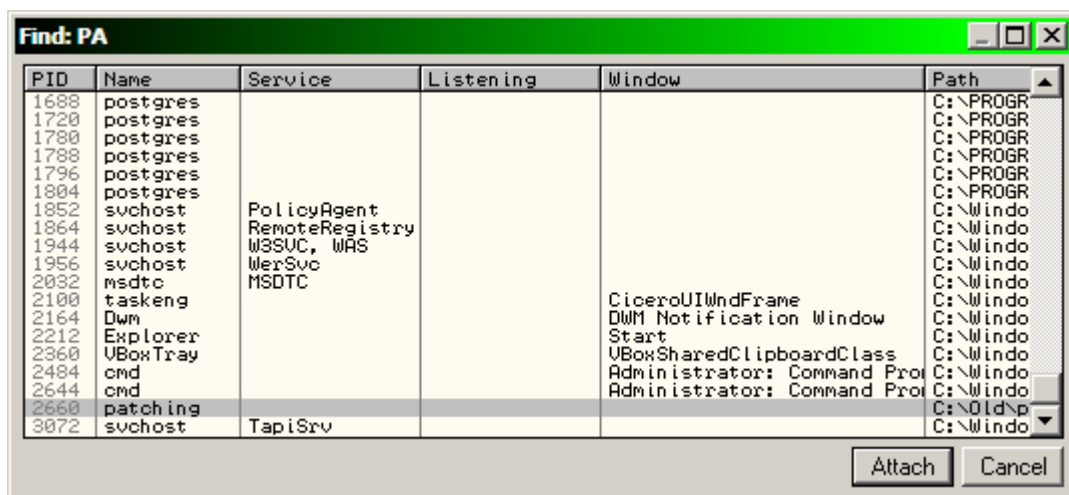 Find: PA
PID Name Service Listening Window Path
1688 postgres C:\PROGR
1720 postgres C:\PROGR
1780 postgres C:\PROGR
1788 postgres C:\PROGR
1796 postgres C:\PROGR
1804 postgres C:\PROGR
1852 svchost PolicyAgent C:\Windo
1864 svchost RemoteRegistry C:\Windo
1944 svchost W3SVC, WAS C:\Windo
1956 svchost WerSvc C:\Windo
2032 msdtc MSDTC C:\Windo
2100 taskeng CiceroUIWndFrame C:\Windo
2164 Dwm DWM Notification Window C:\Windo
2212 Explorer Start C:\Windo
2360 VBoxTray VBoxSharedClipboardClass C:\Windo
2484 cmd Administrator: Command Pro C:\Windo
2644 cmd Administrator: Command Pro C:\Windo
2660 patching C:\Old\p
3072 svchost TapiSrv C:\Windo
Attach Cancel